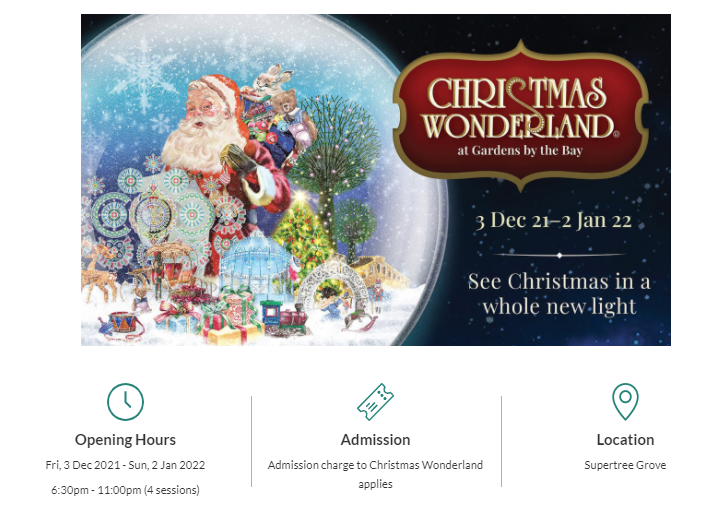 CHRISTMAS
WONDERLAND®
at Gardens by the Bay
3 Dec 21–2 Jan 22
See Christmas in a
whole new light
Opening Hours
Fri, 3 Dec 2021 - Sun, 2 Jan 2022
6:30pm - 11:00pm (4 sessions)
Admission
Admission charge to Christmas Wonderland
applies
Location
Supertree Grove